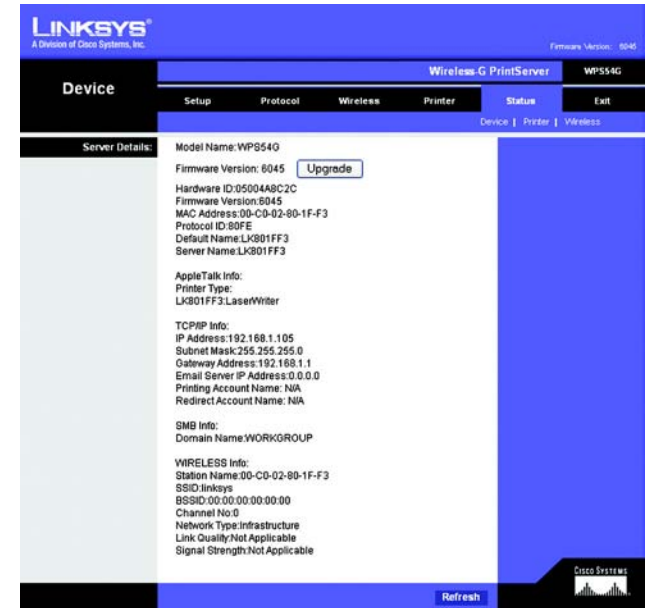 LINKSYS®
A Division of Cisco Systems, Inc.
Firmware Version: 6045
Wireless-G PrintServer WPS54G
Device
Setup Protocol Wireless Printer Status Exit
Device | Printer | Wireless
Server Details:
Model Name:WPS54G
Firmware Version: 6045 Upgrade
Hardware ID:05004A8C2C
Firmware Version:6045
MAC Address:00-C0-02-80-1F-F3
Protocol ID:80FE
Default Name:LK801FF3
Server Name:LK801FF3
AppleTalk Info:
Printer Type:
LK801FF3:LaserWriter
TCP/IP Info:
IP Address:192.168.1.105
Subnet Mask:255.255.255.0
Gateway Address:192.168.1.1
Email Server IP Address:0.0.0.0
Printing Account Name: N/A
Redirect Account Name: N/A
SMB Info:
Domain Name:WORKGROUP
WIRELESS Info:
Station Name:00-C0-02-80-1F-F3
SSID:linksys
BSSID:00:00:00:00:00:00
Channel No:0
Network Type:Infrastructure
Link Quality:Not Applicable
Signal Strength:Not Applicable
Refresh
CISCO SYSTEMS